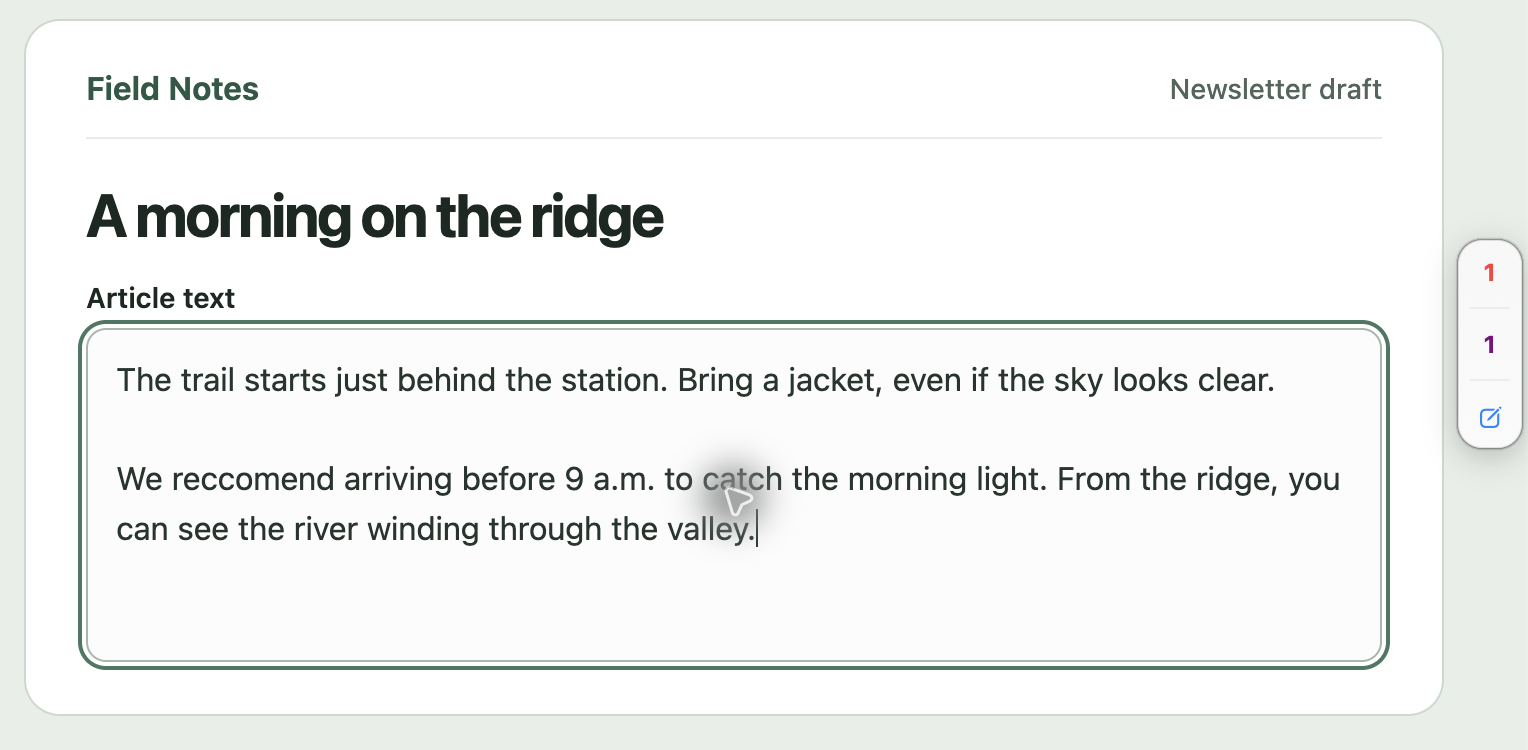 Field Notes
Newsletter draft
A morning on the ridge
Article text
The trail starts just behind the station. Bring a jacket, even if the sky looks clear.
We reccomend arriving before 9 a.m. to catch the morning light. From the ridge, you
can see the river winding through the valley.
1
1